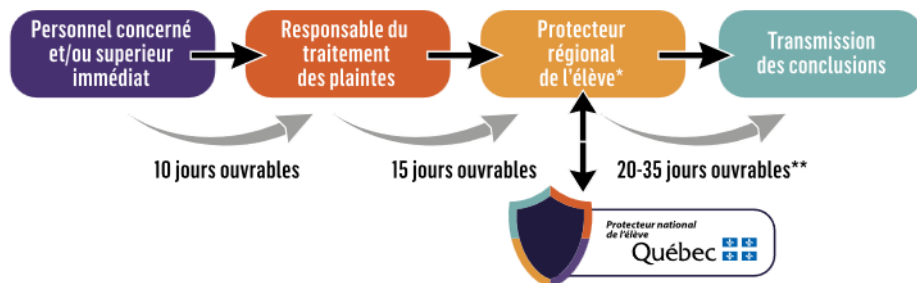 Personnel concerné
et/ou superieur
immédiat
Responsable du
traitement
des plaintes
Protecteur
régional
de l'élève*
Transmission
des conclusions
10 jours ouvrables
15 jours ouvrables
20-35 jours ouvrables**
Protecteur national
de l'élève
Québec